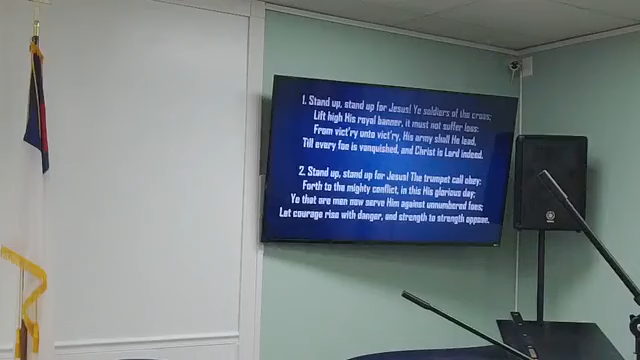 1. Stand up, stand up for Jesus! Ye soldiers of the cross;
Lift high His royal banner, it must not suffer loss:
From vict'ry unto vict'ry, His army shall He lead,
Till every foe is vanquished, and Christ is Lord indeed.
2. Stand up, stand up for Jesus! The trumpet call obey;
Forth to the mighty conflict, in this His glorious day;
Ye that are men now serve Him against unnumbered foes;
Let courage rise with danger, and strength to strength oppose.